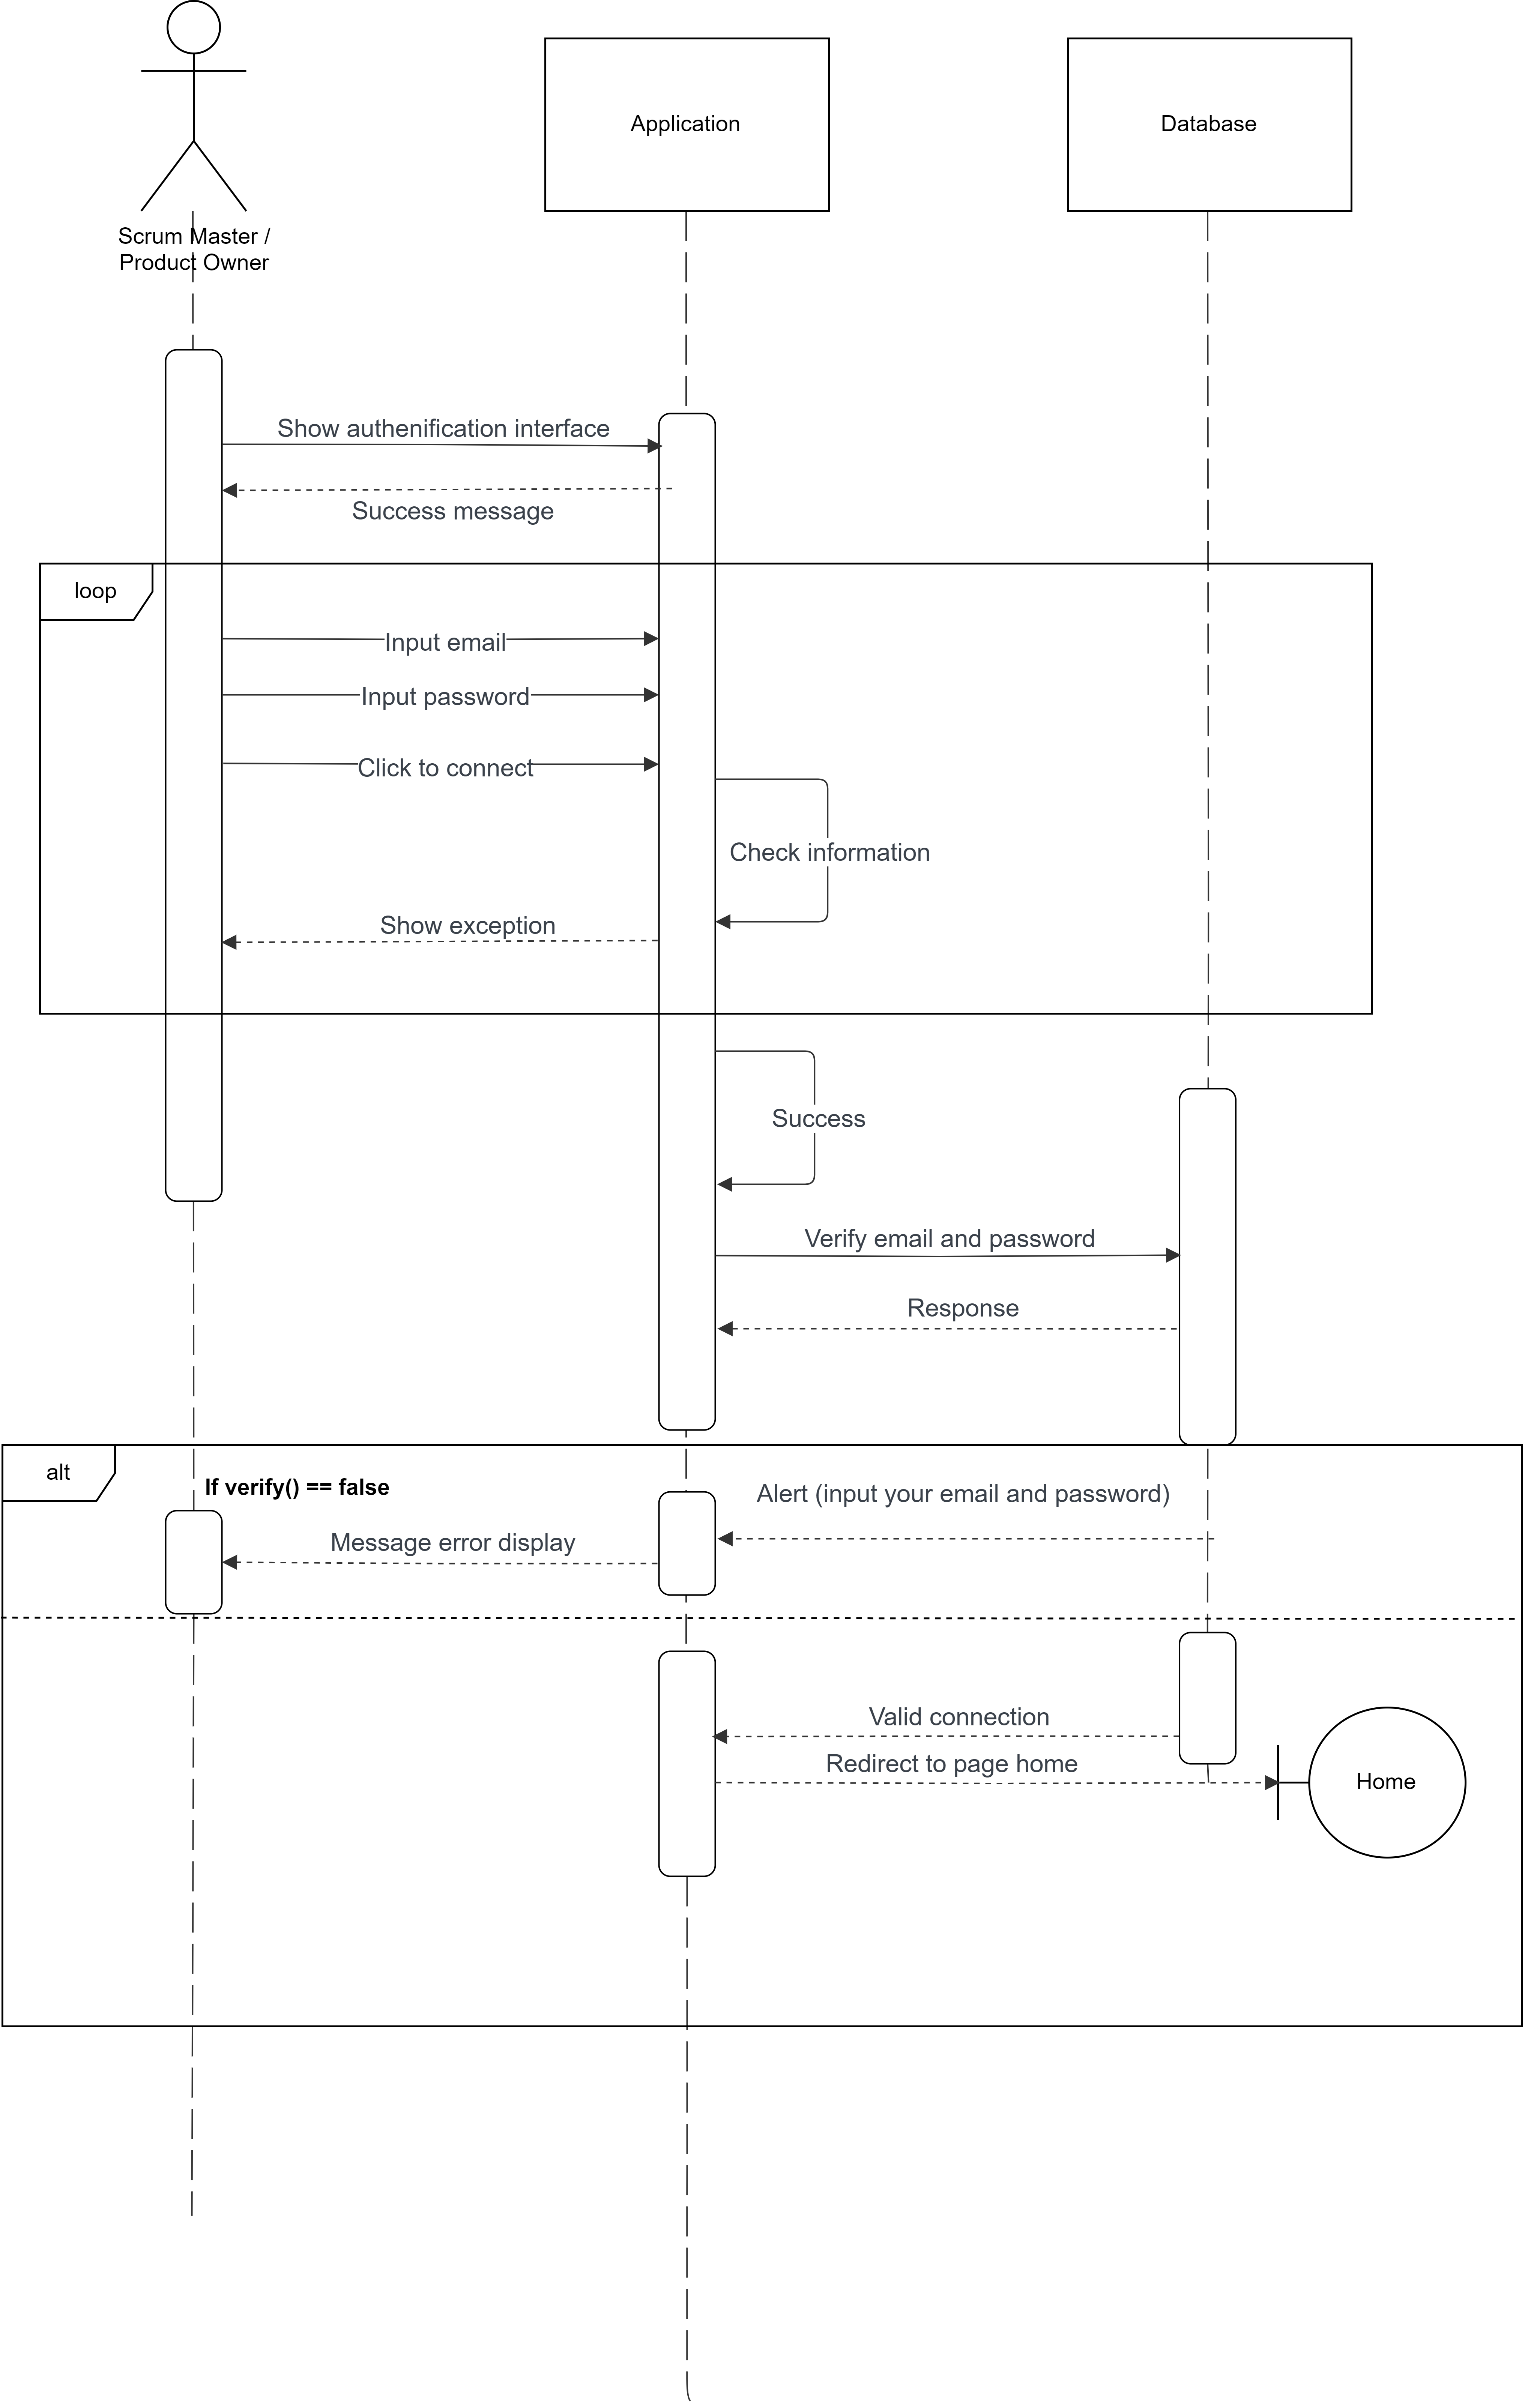 Application
Database
Scrum Master /
Product Owner
Show authenification interface
Success message
loop
Input email
Input password
Click to connect
Check information
Show exception
Success
Verify email and password
Response
alt
If verify() == false
Alert (input your email and password)
Message error display
Valid connection
Redirect to page home
Home